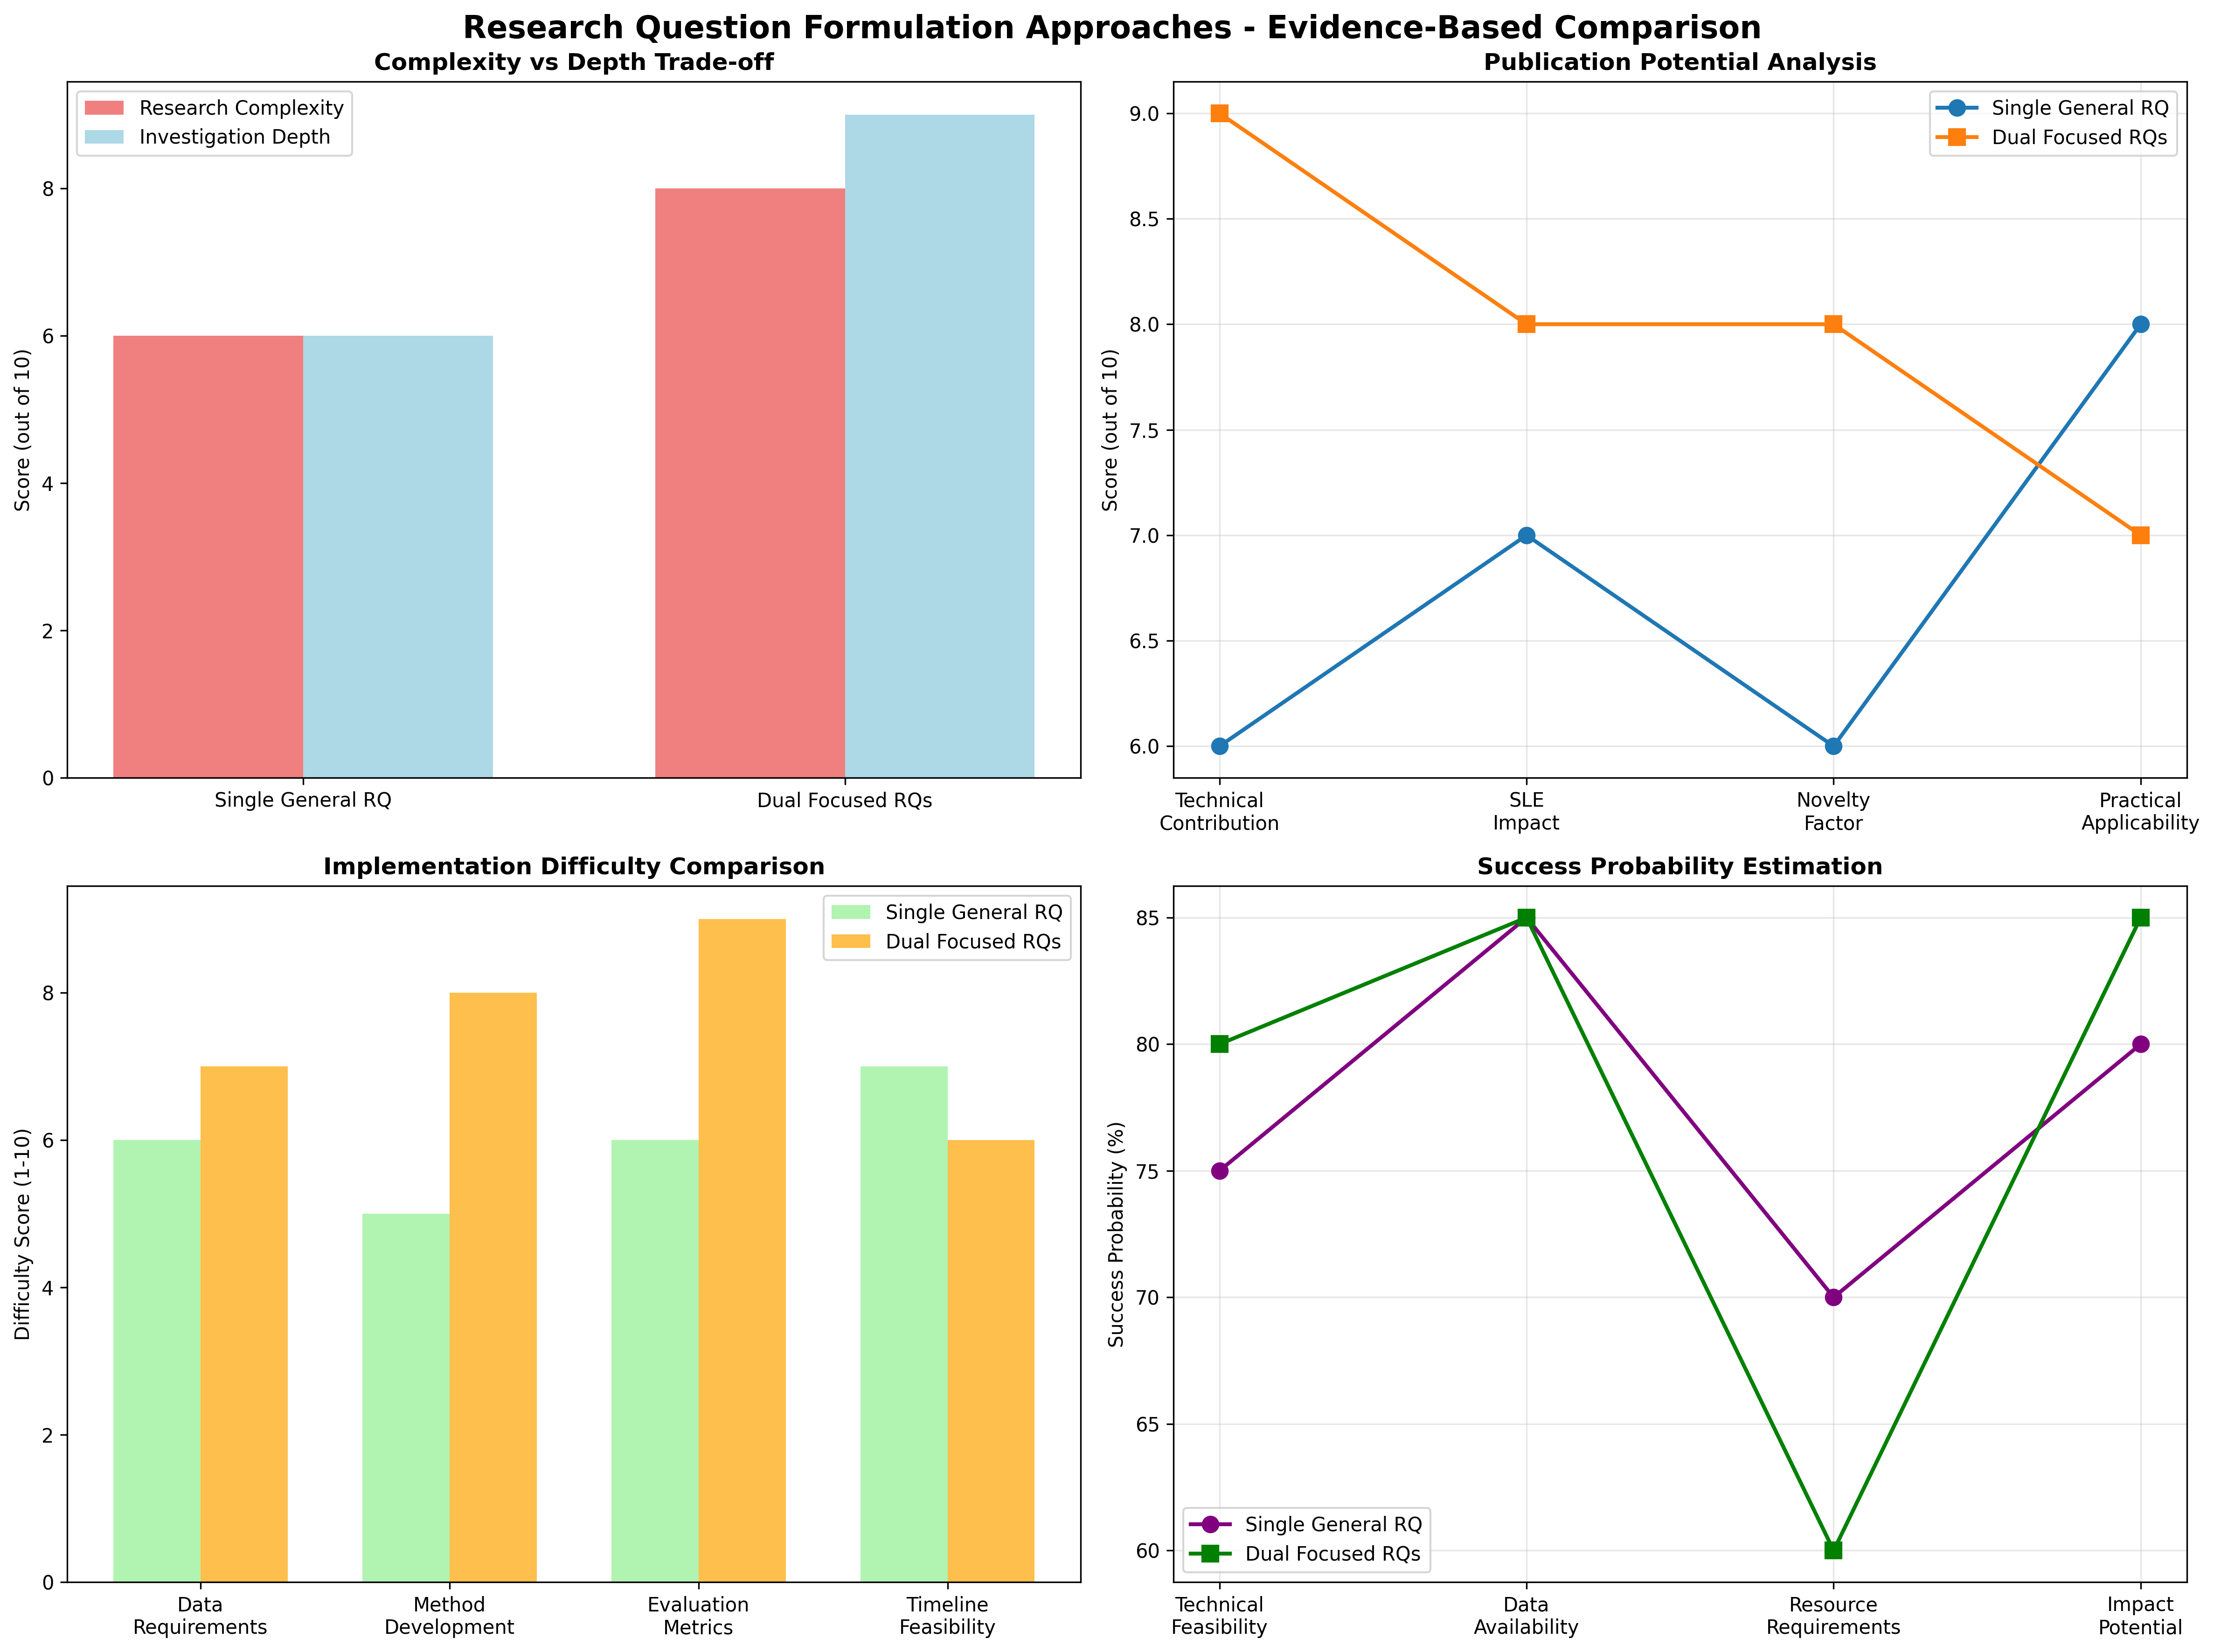 Research Question Formulation Approaches - Evidence-Based Comparison
Complexity vs Depth Trade-off
Research Complexity
Investigation Depth
Score (out of 10)
8
6
4
2
0
Single General RQ
Dual Focused RQs
Publication Potential Analysis
Single General RQ
Dual Focused RQs
Score (out of 10)
9.0
8.5
8.0
7.5
7.0
6.5
6.0
Technical
Contribution
SLE
Impact
Novelty
Factor
Practical
Applicability
Implementation Difficulty Comparison
Single General RQ
Dual Focused RQs
Difficulty Score (1-10)
8
6
4
2
0
Data
Requirements
Method
Development
Evaluation
Metrics
Timeline
Feasibility
Success Probability Estimation
Success Probability (%)
85
80
75
70
65
60
Single General RQ
Dual Focused RQs
Technical
Feasibility
Data
Availability
Resource
Requirements
Impact
Potential